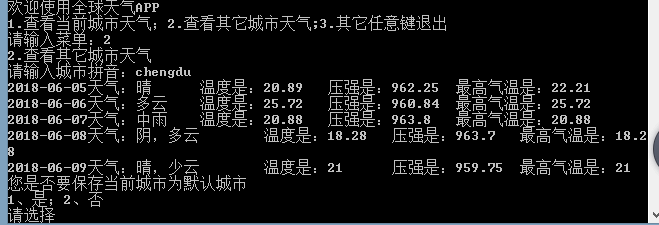 欢迎使用全球天气APP
1.查看当前城市天气；2.查看其它城市天气;3.其它任意键退出
请输入菜单：2
2.查看其它城市天气
请输入城市拼音：chengdu
2018-06-05天气：晴 温度是：20.89 压强是：962.25 最高气温是：22.21
2018-06-06天气：多云 温度是：25.72 压强是：960.84 最高气温是：25.72
2018-06-07天气：中雨 温度是：20.88 压强是：963.8 最高气温是：20.88
2018-06-08天气：阴，多云 温度是：18.28 压强是：963.7 最高气温是：18.2
8
2018-06-09天气：晴，少云 温度是：21 压强是：959.75 最高气温是：21
您是否要保存当前城市为默认城市
1、是；2、否
请选择